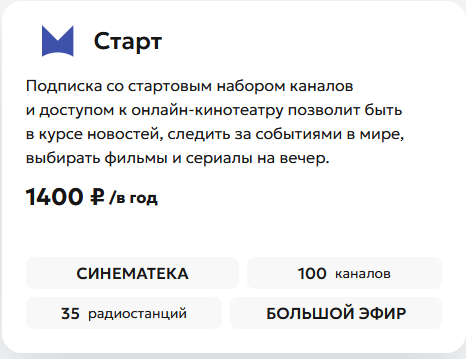 Старт
Подписка со стартовым набором каналов
и доступом к онлайн-кинотеатру позволит быть
в курсе новостей, следить за событиями в мире,
выбирать фильмы и сериалы на вечер.
1400 ₽ /в год
СИНЕМАТЕКА
100 каналов
35 радиостанций
БОЛЬШОЙ ЭФИР